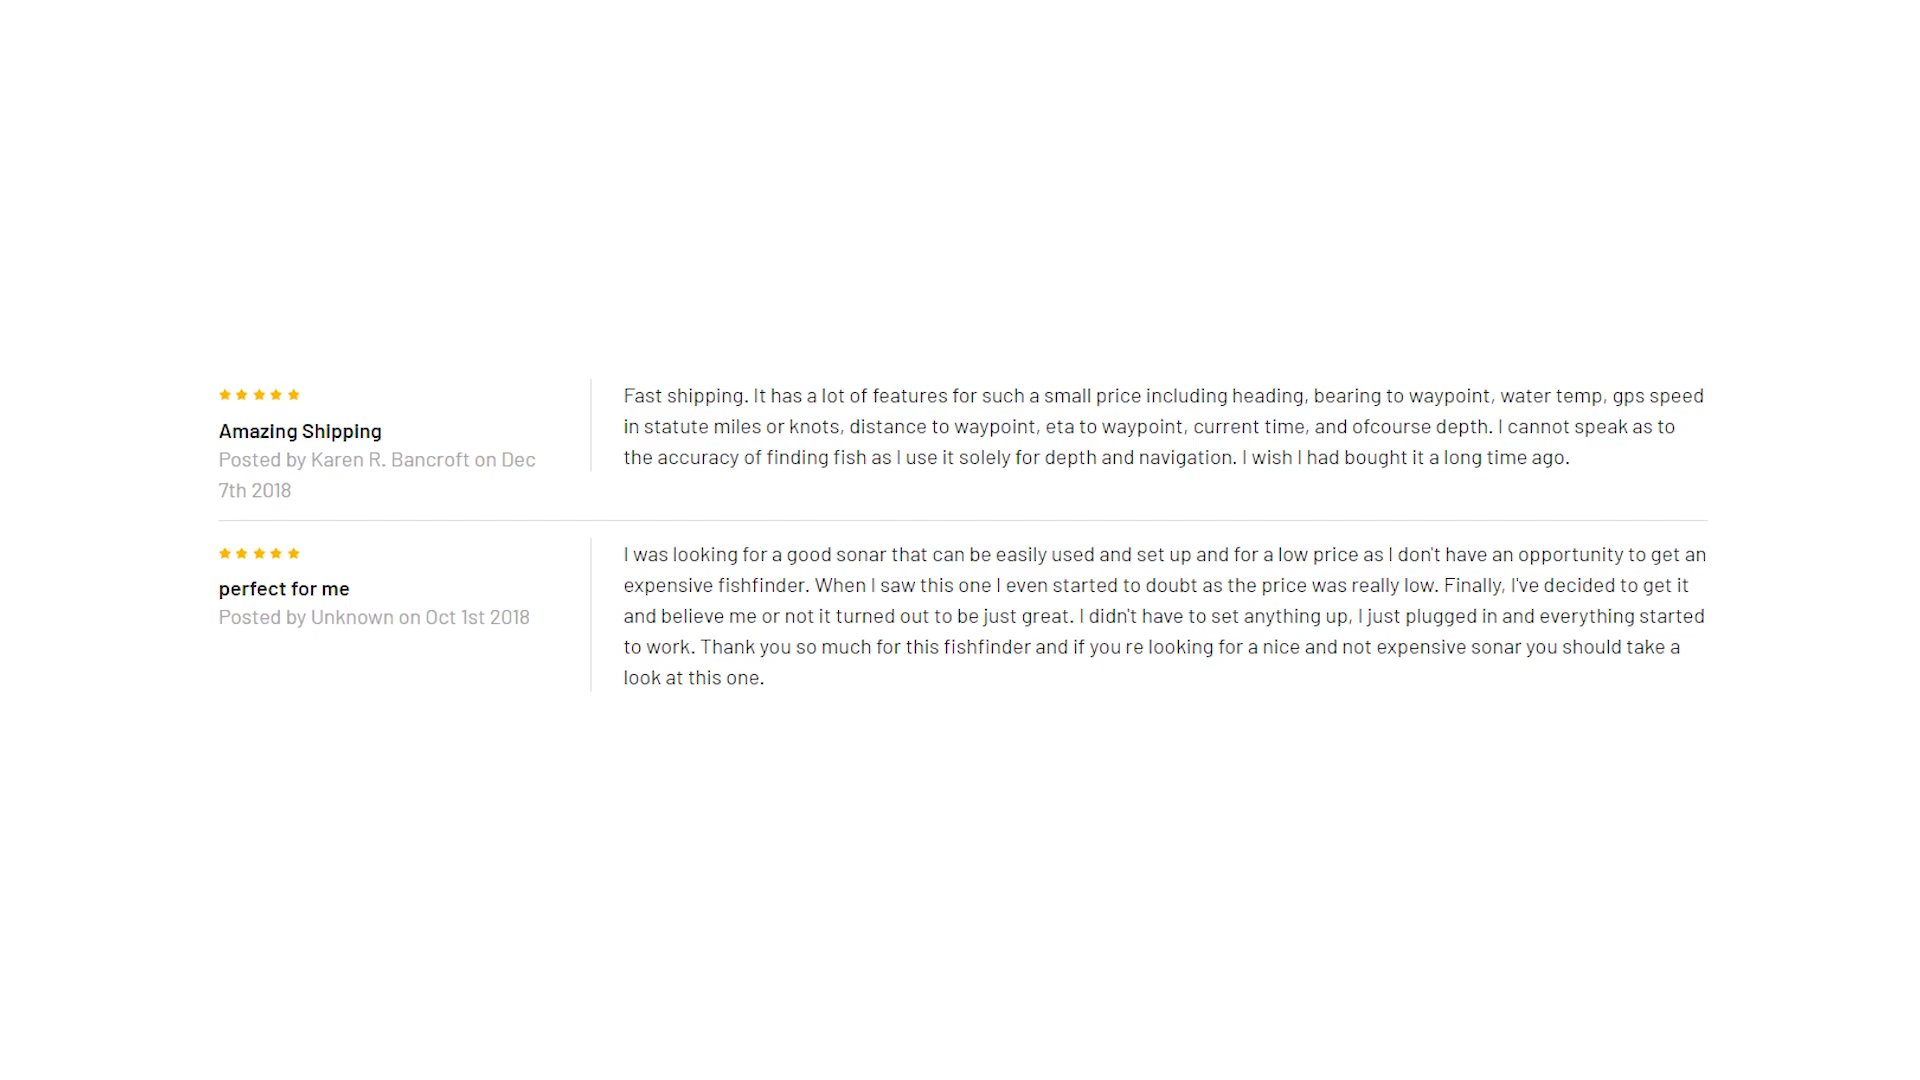 Amazing Shipping
Posted by Karen R. Bancroft on Dec
7th 2018
Fast shipping. It has a lot of features for such a small price including heading, bearing to waypoint, water temp, gps speed
in statute miles or knots, distance to waypoint, eta to waypoint, current time, and ofcourse depth. I cannot speak as to
the accuracy of finding fish as I use it solely for depth and navigation. I wish I had bought it a long time ago.
perfect for me
Posted by Unknown on Oct 1st 2018
I was looking for a good sonar that can be easily used and set up and for a low price as I don't have an opportunity to get an
expensive fishfinder. When I saw this one I even started to doubt as the price was really low. Finally, I've decided to get it
and believe me or not it turned out to be just great. I didn't have to set anything up, I just plugged in and everything started
to work. Thank you so much for this fishfinder and if you re looking for a nice and not expensive sonar you should take a
look at this one.